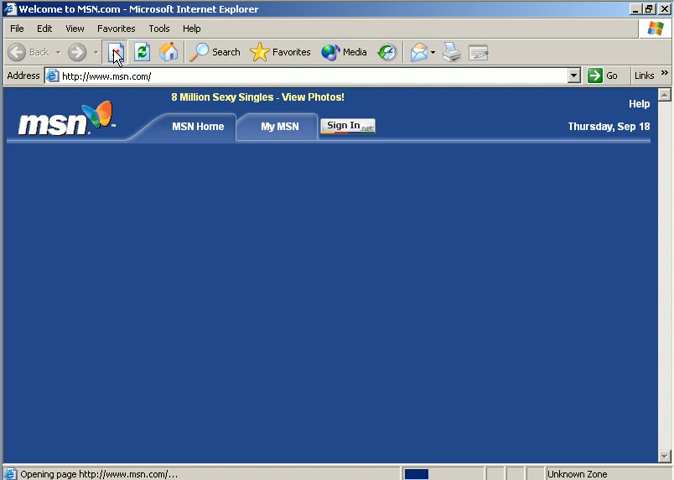 Welcome to MSN.com - Microsoft Internet Explorer
File Edit View Favorites Tools Help
Back Search Favorites Media
Address http://www.msn.com/ Go Links »
8 Million Sexy Singles - View Photos!
Help
msn
MSN Home My MSN Sign In .net Thursday, Sep 18
Opening page http://www.msn.com/... Unknown Zone